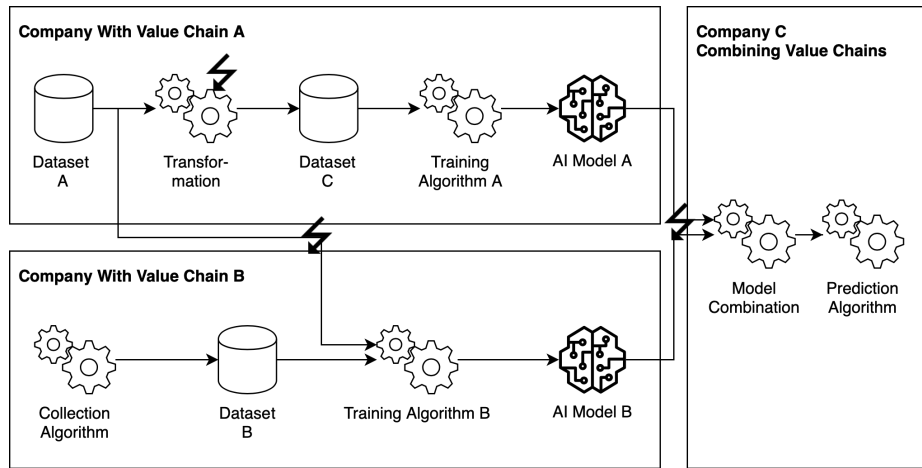 Company With Value Chain A
Dataset
A
Transfor-
mation
Dataset
C
Training
Algorithm A
AI Model A
Company With Value Chain B
Collection
Algorithm
Dataset
B
Training Algorithm B
AI Model B
Company C
Combining Value Chains
Model
Combination
Prediction
Algorithm